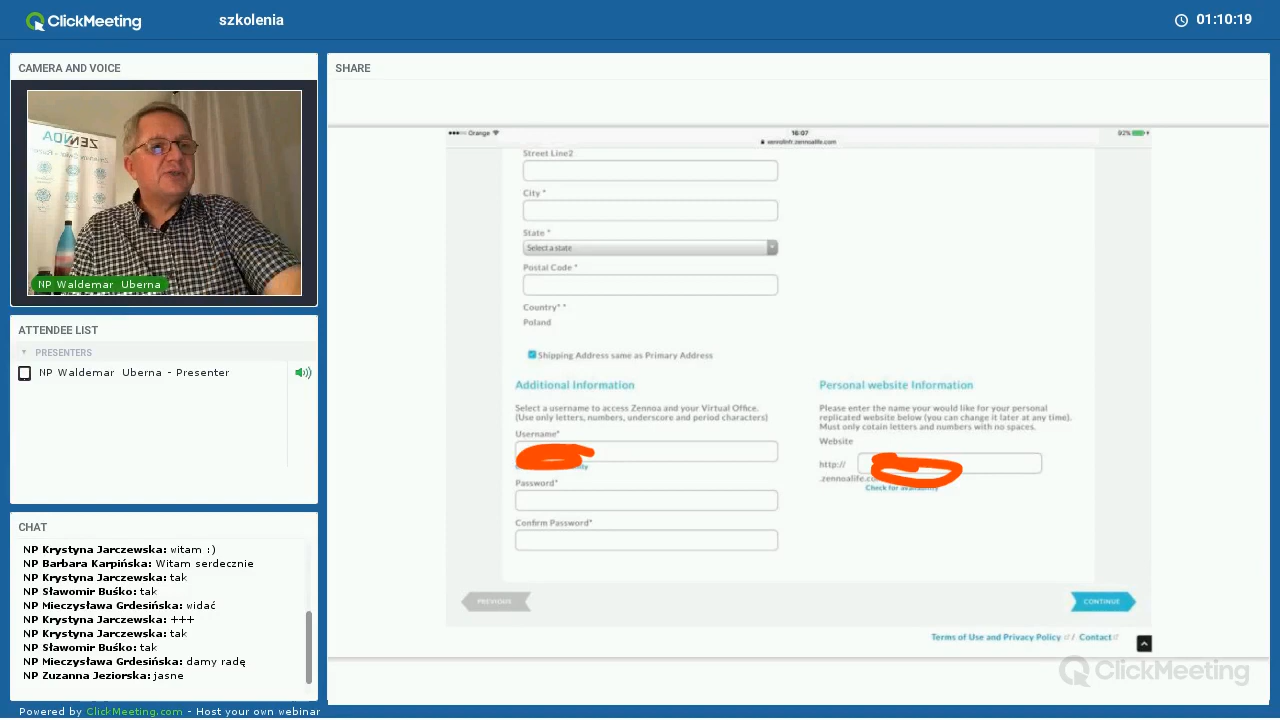 ClickMeeting
szkolenia
01:10:19
CAMERA AND VOICE
ZENNOA
NP Waldemar Uberna
ATTENDEE LIST
PRESENTERS
NP Waldemar Uberna - Presenter
CHAT
NP Krystyna Jarczewska: witam :)
NP Barbara Karpińska: Witam serdecznie
NP Krystyna Jarczewska: tak
NP Sławomir Buśko: tak
NP Mieczysława Grdesińska: widać
NP Krystyna Jarczewska: +++
NP Krystyna Jarczewska: tak
NP Sławomir Buśko: tak
NP Mieczysława Grdesińska: damy radę
NP Zuzanna Jeziorska: jasne
Powered by ClickMeeting.com - Host your own webinar
SHARE
Orange
16:07
92%
Street Line2
City *
State *
Select a state
Postal Code *
Country* *
Poland
Shipping Address same as Primary Address
Additional Information
Select a username to access Zennoa and your Virtual Office.
(Use only letters, numbers, underscore and period characters)
Username*
Password*
Confirm Password*
Personal website Information
Please enter the name your would like for your personal
replicated website below (you can change it later at any time).
Must only cotain letters and numbers with no spaces.
Website
http://
Check for availability
PREVIOUS
CONTINUE
Terms of Use and Privacy Policy / Contact
ClickMeeting